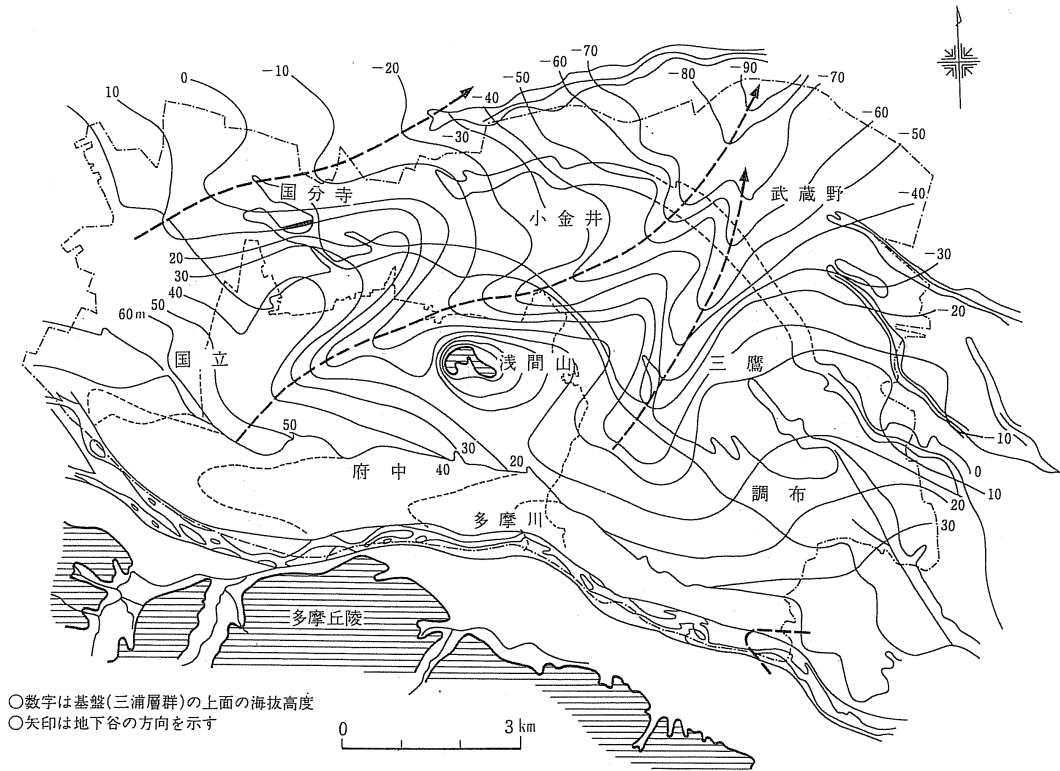 -70
-60
-80
-90
-70
0
-10
-20
-50
-40
-60
10
-30
-50
国分寺
小金井
武蔵野
-40
20
30
40
50
60m
-30
-20
国立
浅間山
三鷹
-10
50
30
20
40
府中
調布
0
10
20
30
多摩川
多摩丘陵
○数字は基盤(三浦層群)の上面の海抜高度
○矢印は地下谷の方向を示す
0 3km